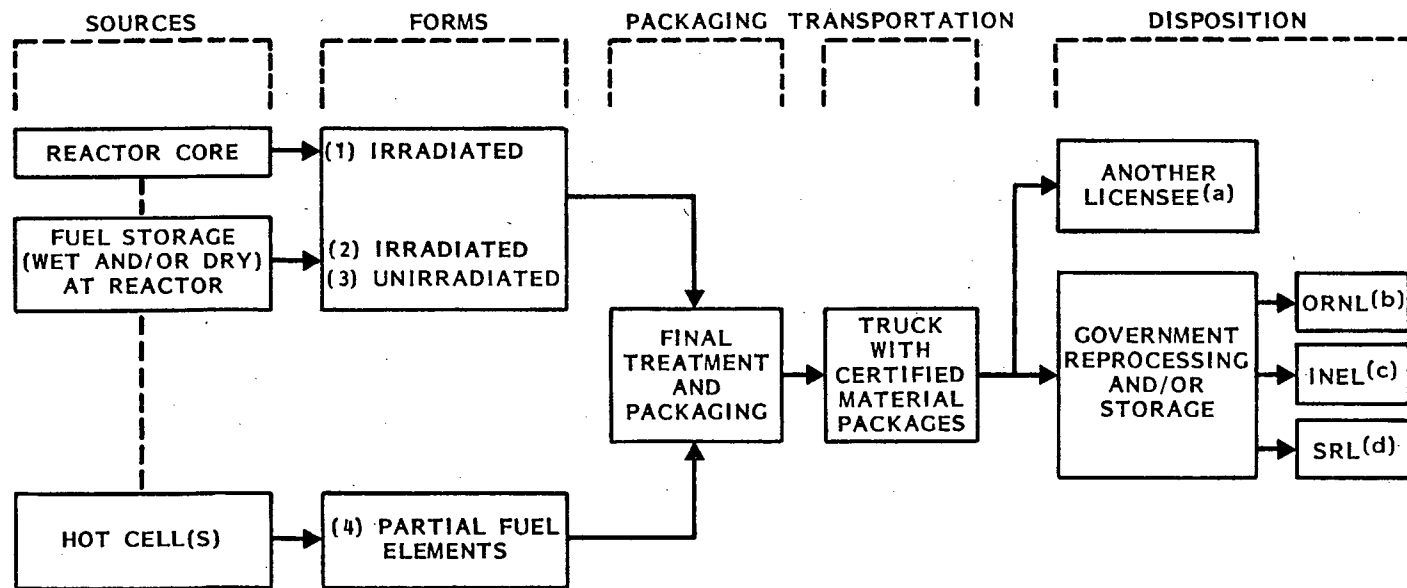 SOURCES
FORMS
PACKAGING
TRANSPORTATION
DISPOSITION
REACTOR CORE
(1) IRRADIATED
FUEL STORAGE
(WET AND/OR DRY)
AT REACTOR
(2) IRRADIATED
(3) UNIRRADIATED
HOT CELL(S)
(4) PARTIAL FUEL
ELEMENTS
FINAL
TREATMENT
AND
PACKAGING
TRUCK
WITH
CERTIFIED
MATERIAL
PACKAGES
ANOTHER
LICENSEE(a)
GOVERNMENT
REPROCESSING
AND/OR
STORAGE
ORNL(b)
INEL(c)
SRL(d)